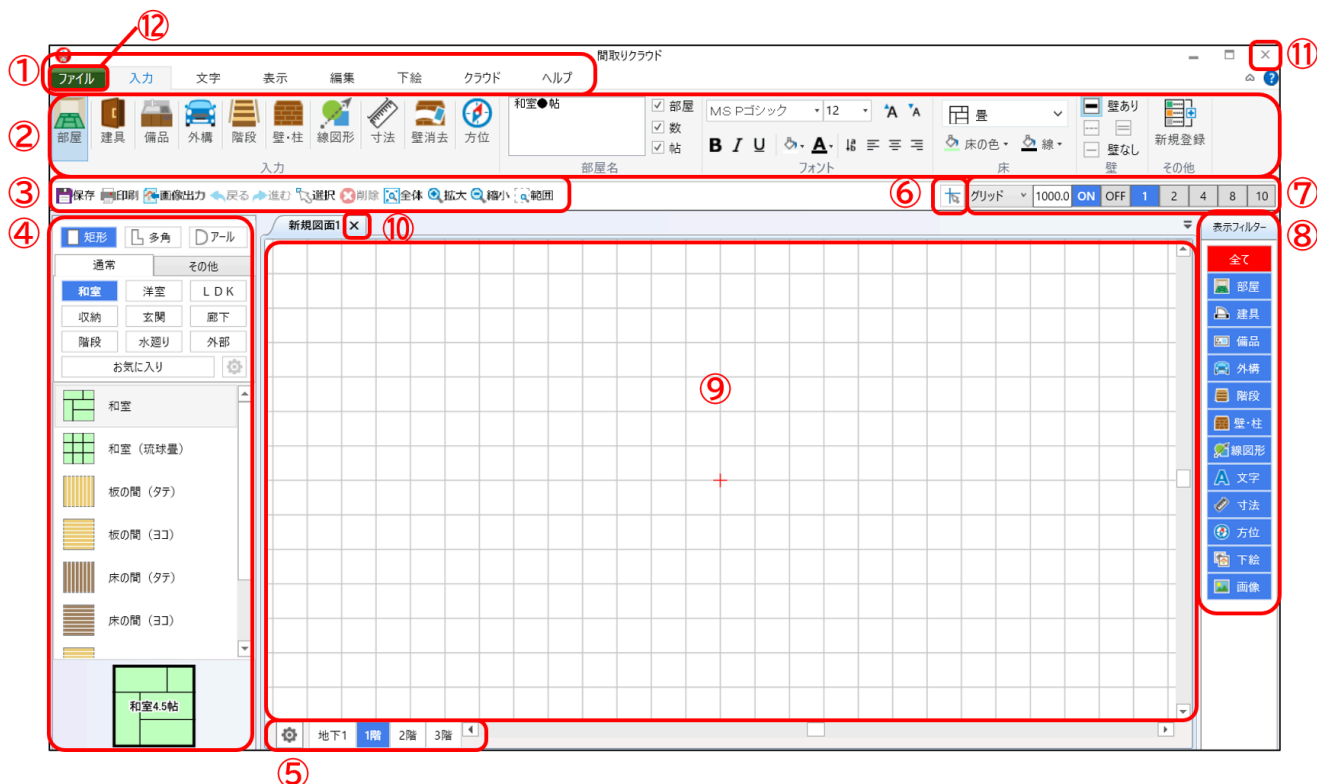 ⑫
間取りクラウド
①
⑪
ファイル 入力 文字 表示 編集 下絵 クラウド ヘルプ
②
部屋 建具 備品 外構 階段 壁・柱 線図形 寸法 壁消去 方位
入力
和室●帖
部屋
数
帖
部屋名
MS Pゴシック 12 A A
B I U A
フォント
畳
床の色 線
床
壁あり
壁なし
壁
新規登録
その他
③
保存 印刷 画像出力 戻る 進む 選択 削除 全体 拡大 縮小 範囲
⑥
グリッド 1000.0 ON OFF 1 2 4 8 10
⑦
④
矩形 多角 アール
通常 その他
和室 洋室 LDK
収納 玄関 廊下
階段 水廻り 外部
お気に入り
和室
和室（琉球畳）
板の間（タテ）
板の間（ヨコ）
床の間（タテ）
床の間（ヨコ）
和室4.5帖
新規図面1
⑩
⑨
表示フィルター
⑧
全て
部屋
建具
備品
外構
階段
壁・柱
線図形
文字
寸法
方位
下絵
画像
地下1 1階 2階 3階
⑤